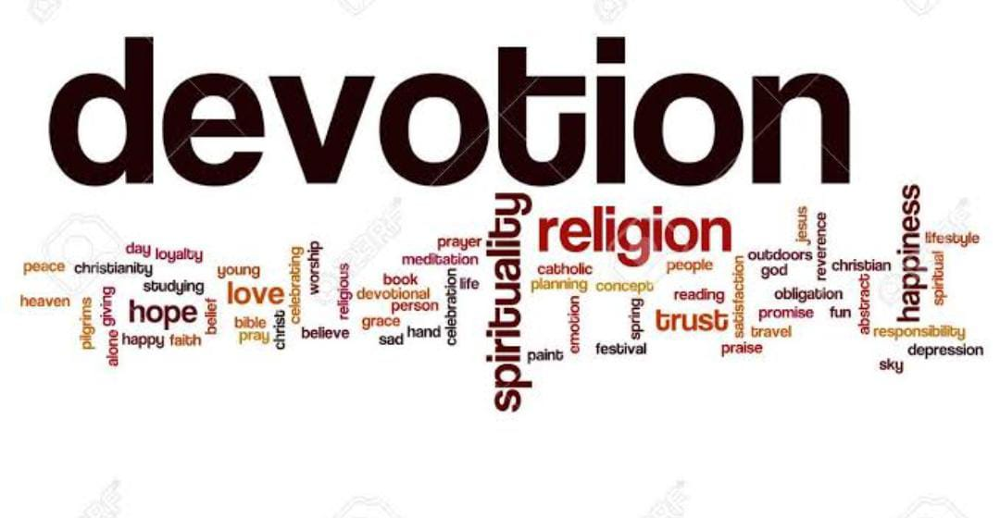 devotion
spirituality
religion
happiness
jesus
reverence
lifestyle
prayer
day
loyalty
celebrating
worship
meditation
outdoors
people
catholic
god
christian
spiritual
peace
christianity
young
religious
book
celebration
life
planning
concept
satisfaction
abstract
studying
love
devotional
person
reading
obligation
heaven
pilgrims
giving
alone
hope
belief
bible
christ
believe
grace
hand
emotion
spring
trust
promise
fun
travel
responsibility
happy
faith
pray
sad
paint
festival
praise
depression
sky
123RF